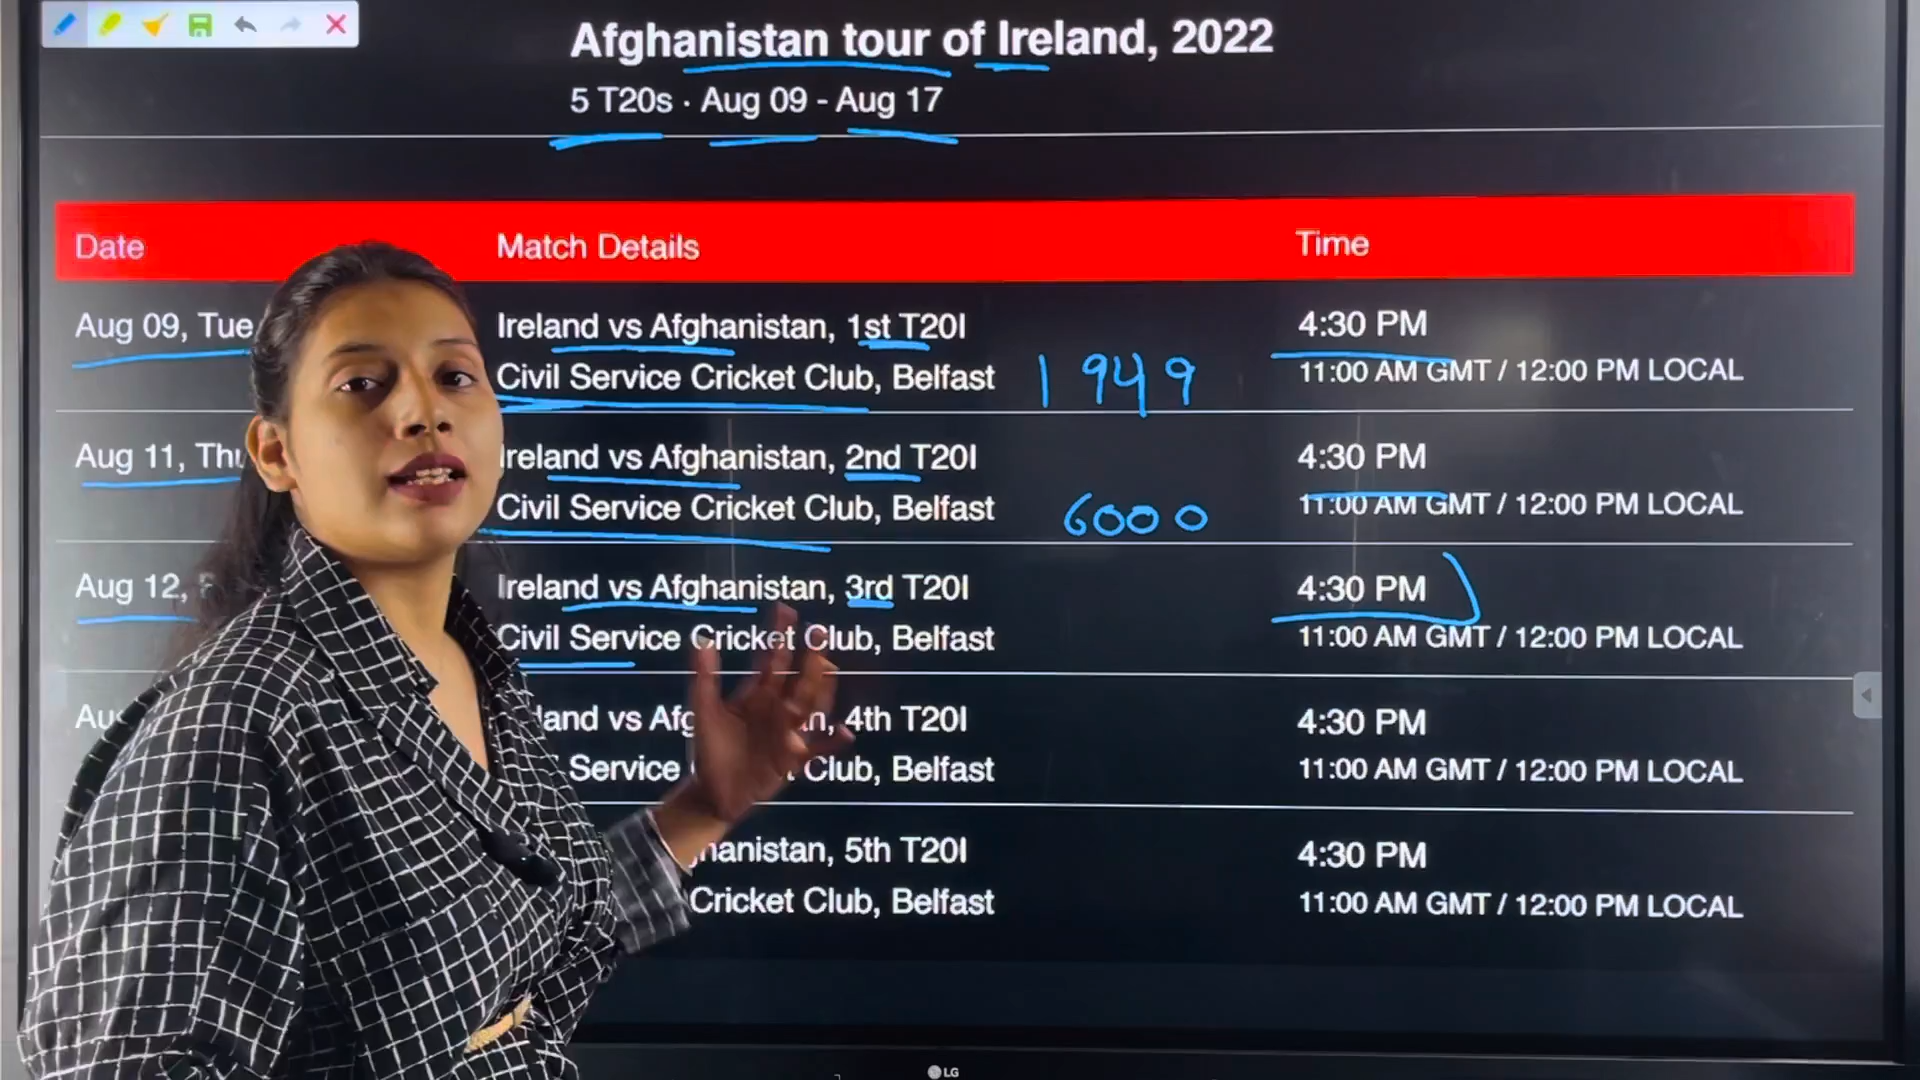 Afghanistan tour of Ireland, 2022
5 T20s · Aug 09 - Aug 17
Date Match Details Time
Aug 09, Tue Ireland vs Afghanistan, 1st T20I 4:30 PM
Civil Service Cricket Club, Belfast 1949 11:00 AM GMT / 12:00 PM LOCAL
Aug 11, Thu Ireland vs Afghanistan, 2nd T20I 4:30 PM
Civil Service Cricket Club, Belfast 6000 11:00 AM GMT / 12:00 PM LOCAL
Aug 12, Ireland vs Afghanistan, 3rd T20I 4:30 PM
Civil Service Cricket Club, Belfast 11:00 AM GMT / 12:00 PM LOCAL
vs 4th T20I 4:30 PM
Service Club, Belfast 11:00 AM GMT / 12:00 PM LOCAL
5th T20I 4:30 PM
Cricket Club, Belfast 11:00 AM GMT / 12:00 PM LOCAL
LG